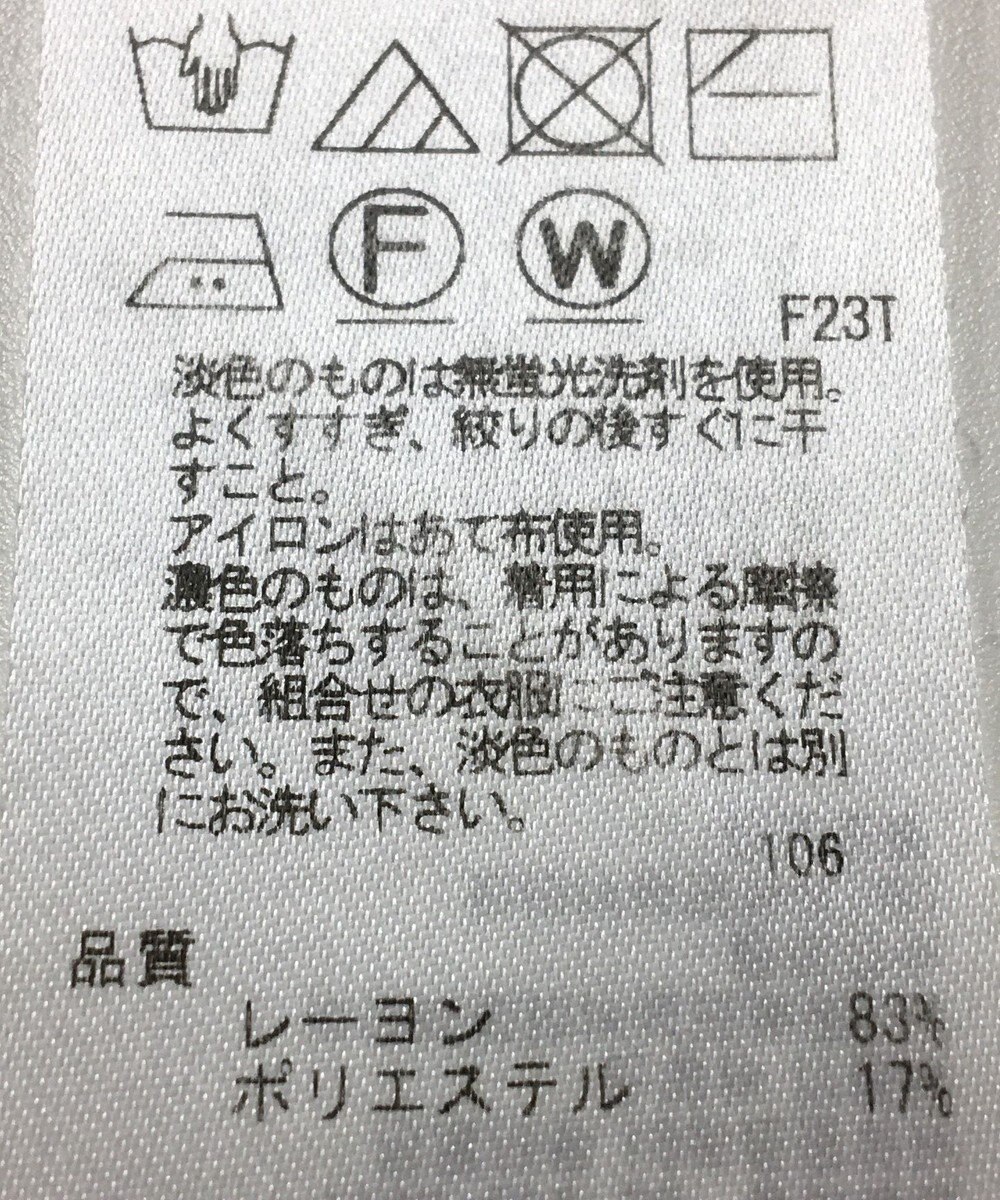 F
W
F23T
淡色のものは無蛍光洗剤を使用。
よくすすぎ、絞りの後すぐに干
すこと。
アイロンはあて布使用。
濃色のものは、着用による摩擦
で色落ちすることがありますの
で、組合せの衣服にご注意くだ
さい。また、淡色のものとは別
にお洗い下さい。
106
品質
レーヨン 83%
ポリエステル 17%